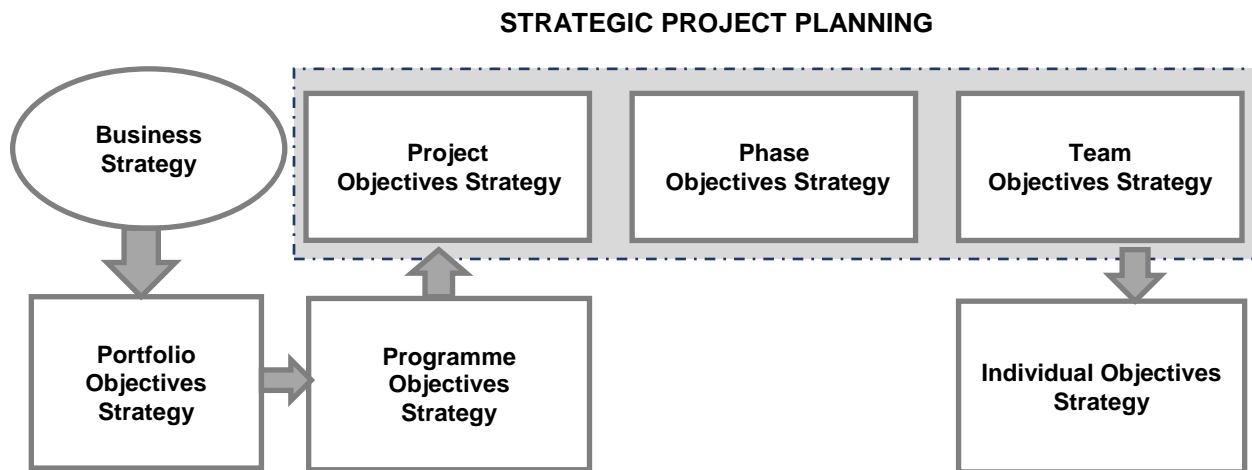 STRATEGIC PROJECT PLANNING
Business
Strategy
Project
Objectives Strategy
Phase
Objectives Strategy
Team
Objectives Strategy
Portfolio
Objectives
Strategy
Programme
Objectives
Strategy
Individual Objectives
Strategy